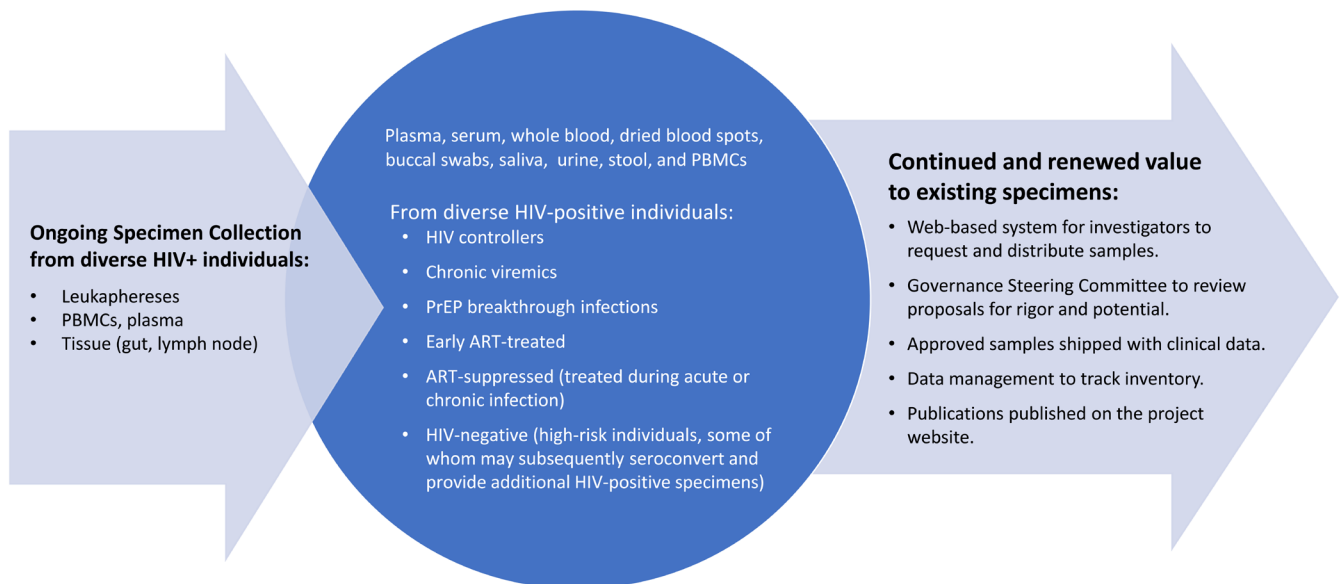 Ongoing Specimen Collection
from diverse HIV+ individuals:
• Leukaphereses
• PBMCs, plasma
• Tissue (gut, lymph node)
Plasma, serum, whole blood, dried blood spots,
buccal swabs, saliva, urine, stool, and PBMCs
From diverse HIV-positive individuals:
• HIV controllers
• Chronic viremics
• PrEP breakthrough infections
• Early ART-treated
• ART-suppressed (treated during acute or
chronic infection)
• HIV-negative (high-risk individuals, some of
whom may subsequently seroconvert and
provide additional HIV-positive specimens)
Continued and renewed value
to existing specimens:
• Web-based system for investigators to
request and distribute samples.
• Governance Steering Committee to review
proposals for rigor and potential.
• Approved samples shipped with clinical data.
• Data management to track inventory.
• Publications published on the project
website.